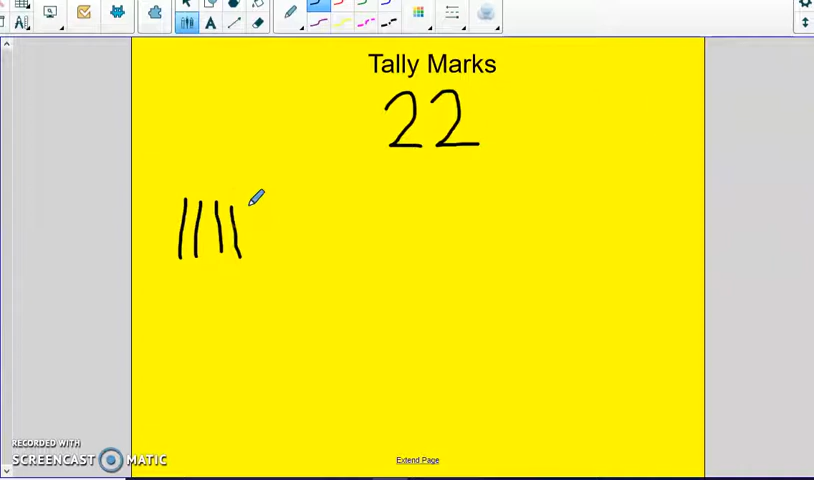 Tally Marks
22
Extend Page
RECORDED WITH
SCREENCAST MATIC